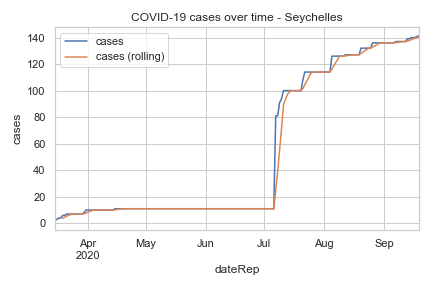 COVID-19 cases over time - Seychelles
cases
cases (rolling)
140
120
100
80
60
40
20
0
cases
Apr
2020
May
Jun
Jul
Aug
Sep
dateRep